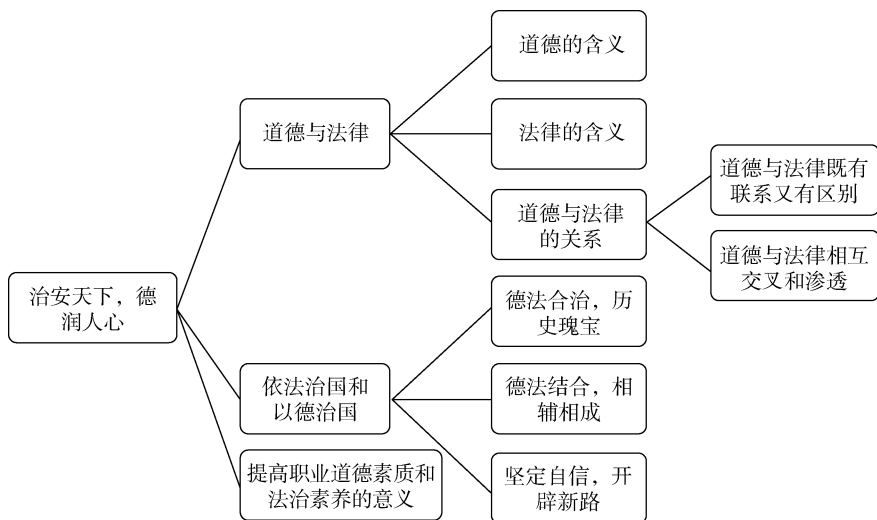 道德的含义
道德与法律
法律的含义
道德与法律既有
联系又有区别
道德与法律
的关系
道德与法律相互
交叉和渗透
治安天下，德
润人心
德法合治，历
史瑰宝
依法治国和
以德治国
德法结合，相
辅相成
提高职业道德素质和
法治素养的意义
坚定自信，开
辟新路